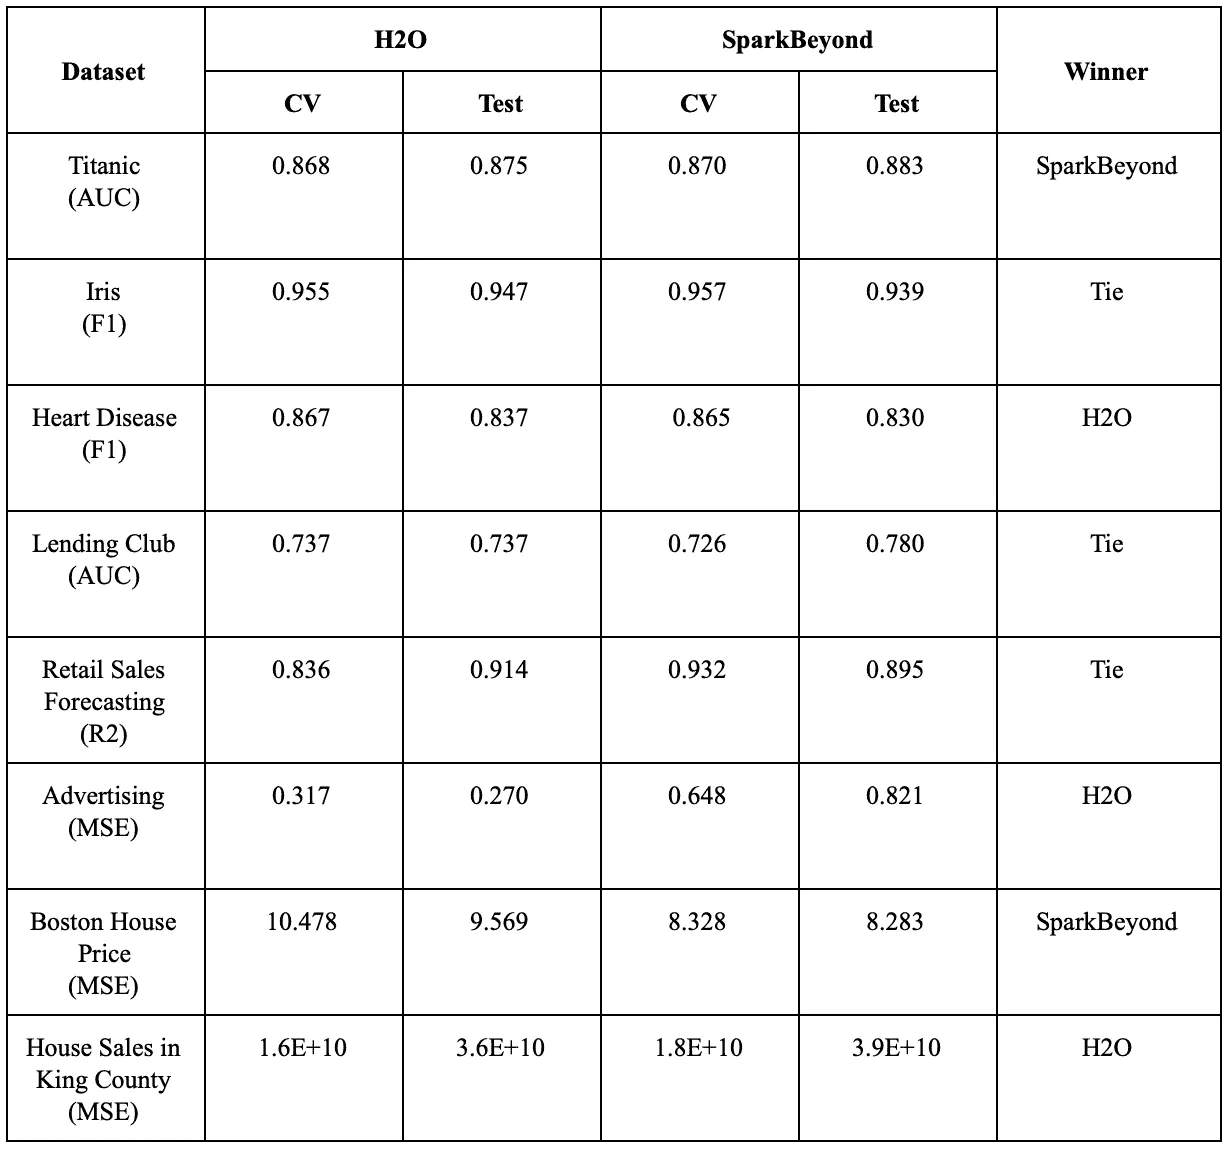 Dataset
H2O
SparkBeyond
Winner
CV
Test
CV
Test
Titanic
(AUC)
0.868
0.875
0.870
0.883
SparkBeyond
Iris
(F1)
0.955
0.947
0.957
0.939
Tie
Heart Disease
(F1)
0.867
0.837
0.865
0.830
H2O
Lending Club
(AUC)
0.737
0.737
0.726
0.780
Tie
Retail Sales
Forecasting
(R2)
0.836
0.914
0.932
0.895
Tie
Advertising
(MSE)
0.317
0.270
0.648
0.821
H2O
Boston House
Price
(MSE)
10.478
9.569
8.328
8.283
SparkBeyond
House Sales in
King County
(MSE)
1.6E+10
3.6E+10
1.8E+10
3.9E+10
H2O